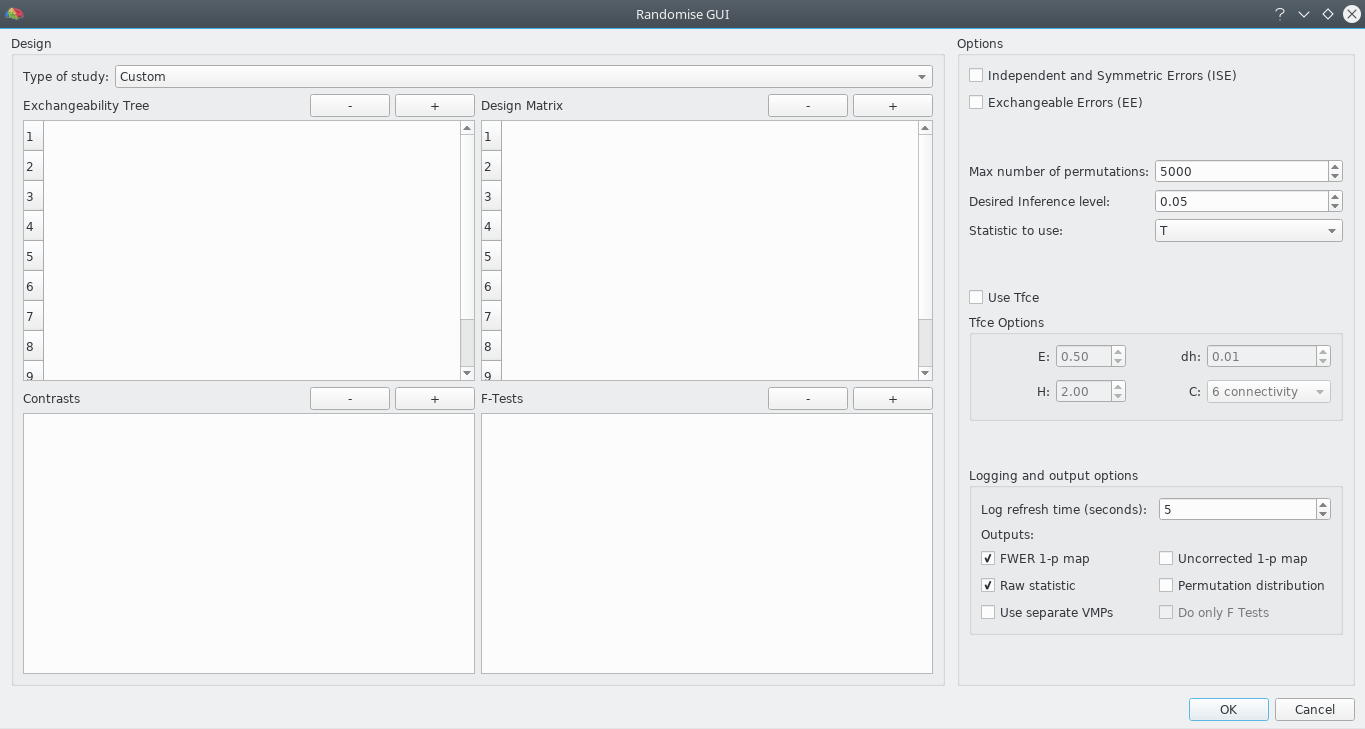 Randomise GUI
Design
Type of study: Custom
Exchangeability Tree - +
1
2
3
4
5
6
7
8
9
Design Matrix - +
1
2
3
4
5
6
7
8
9
Contrasts - +
F-Tests - +
Options
Independent and Symmetric Errors (ISE)
Exchangeable Errors (EE)
Max number of permutations: 5000
Desired Inference level: 0.05
Statistic to use: T
Use Tfce
Tfce Options
E: 0.50 dh: 0.01
H: 2.00 C: 6 connectivity
Logging and output options
Log refresh time (seconds): 5
Outputs:
FWER 1-p map Uncorrected 1-p map
Raw statistic Permutation distribution
Use separate VMPs Do only F Tests
OK Cancel